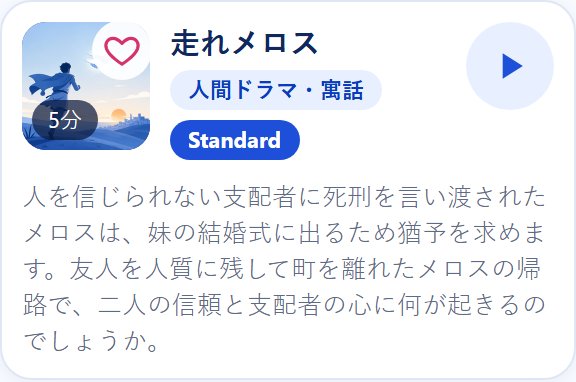 走れメロス
人間ドラマ・寓話
5分
Standard
人を信じられない支配者に死刑を言い渡された
メロスは、妹の結婚式に出るため猶予を求めま
す。友人を人質に残して町を離れたメロスの帰
路で、二人の信頼と支配者の心に何が起きるの
でしょうか。